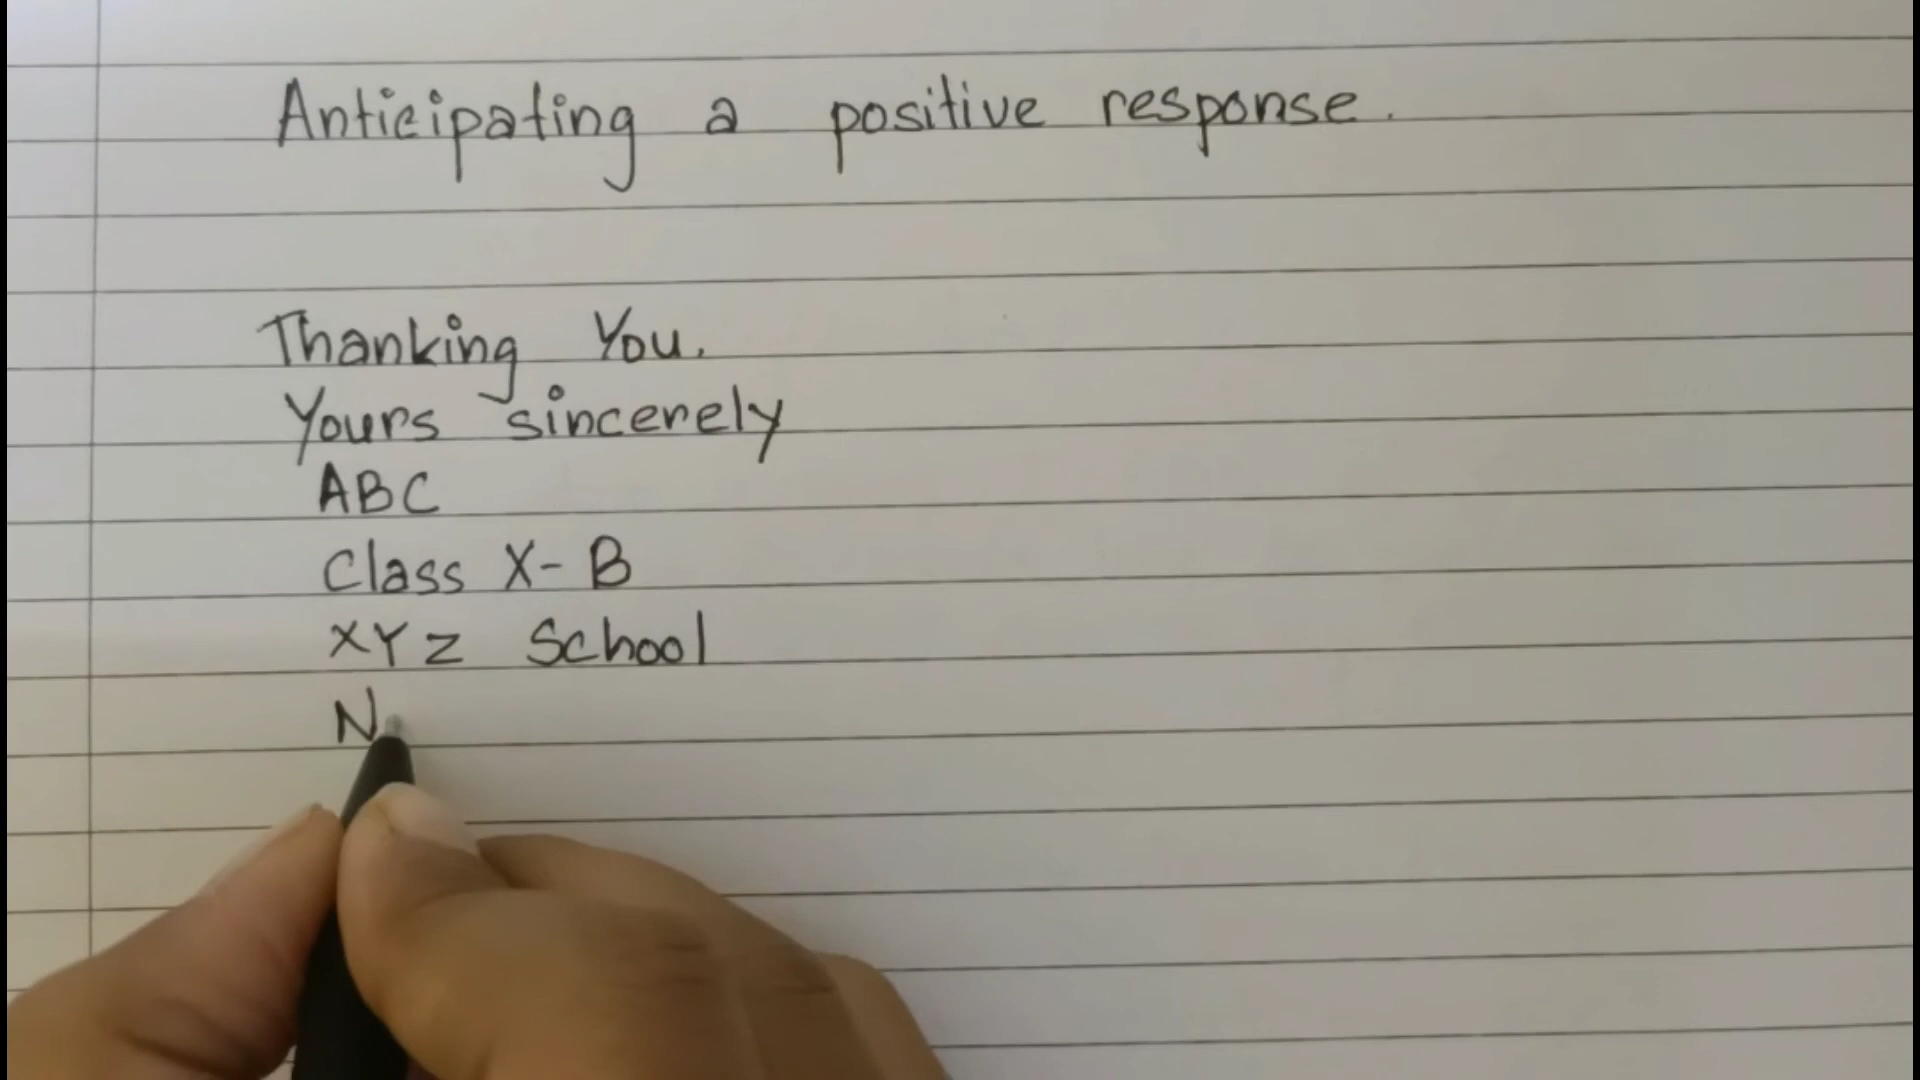 Anticipating a positive response.
Thanking You.
Yours sincerely
ABC
Class X-B
XYZ School
N